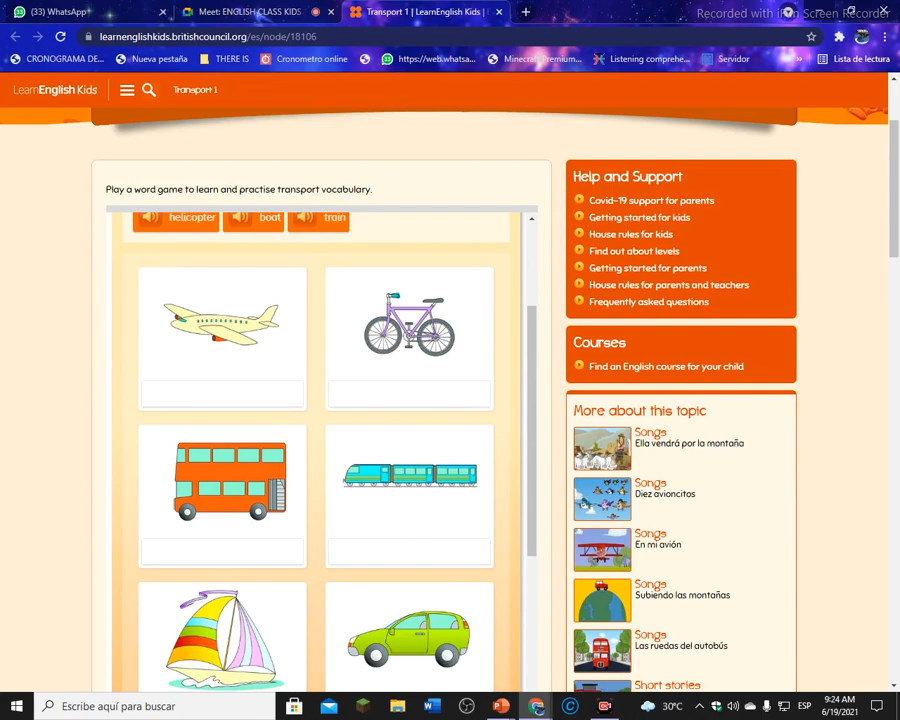 (33) WhatsApp
Meet: ENGLISH CLASS KIDS
Transport 1 | LearnEnglish Kids |
Recorded with iFun Screen Recorder
learnenglishkids.britishcouncil.org/es/node/18106
CRONOGRAMA DE...
Nueva pestaña
THERE IS
Cronometro online
https://web.whatsa...
Minecraft Premium...
Listening comprehe...
Servidor
»
Lista de lectura
LearnEnglish Kids
Transport 1
Play a word game to learn and practise transport vocabulary.
helicopter
boat
train
Help and Support
Covid-19 support for parents
Getting started for kids
House rules for kids
Find out about levels
Getting started for parents
House rules for parents and teachers
Frequently asked questions
Courses
Find an English course for your child
More about this topic
Songs
Ella vendrá por la montaña
Songs
Diez avioncitos
Songs
En mi avión
Songs
Subiendo las montañas
Songs
Las ruedas del autobús
Short stories
Escribe aquí para buscar
30°C
ESP
9:24 AM
6/19/2021